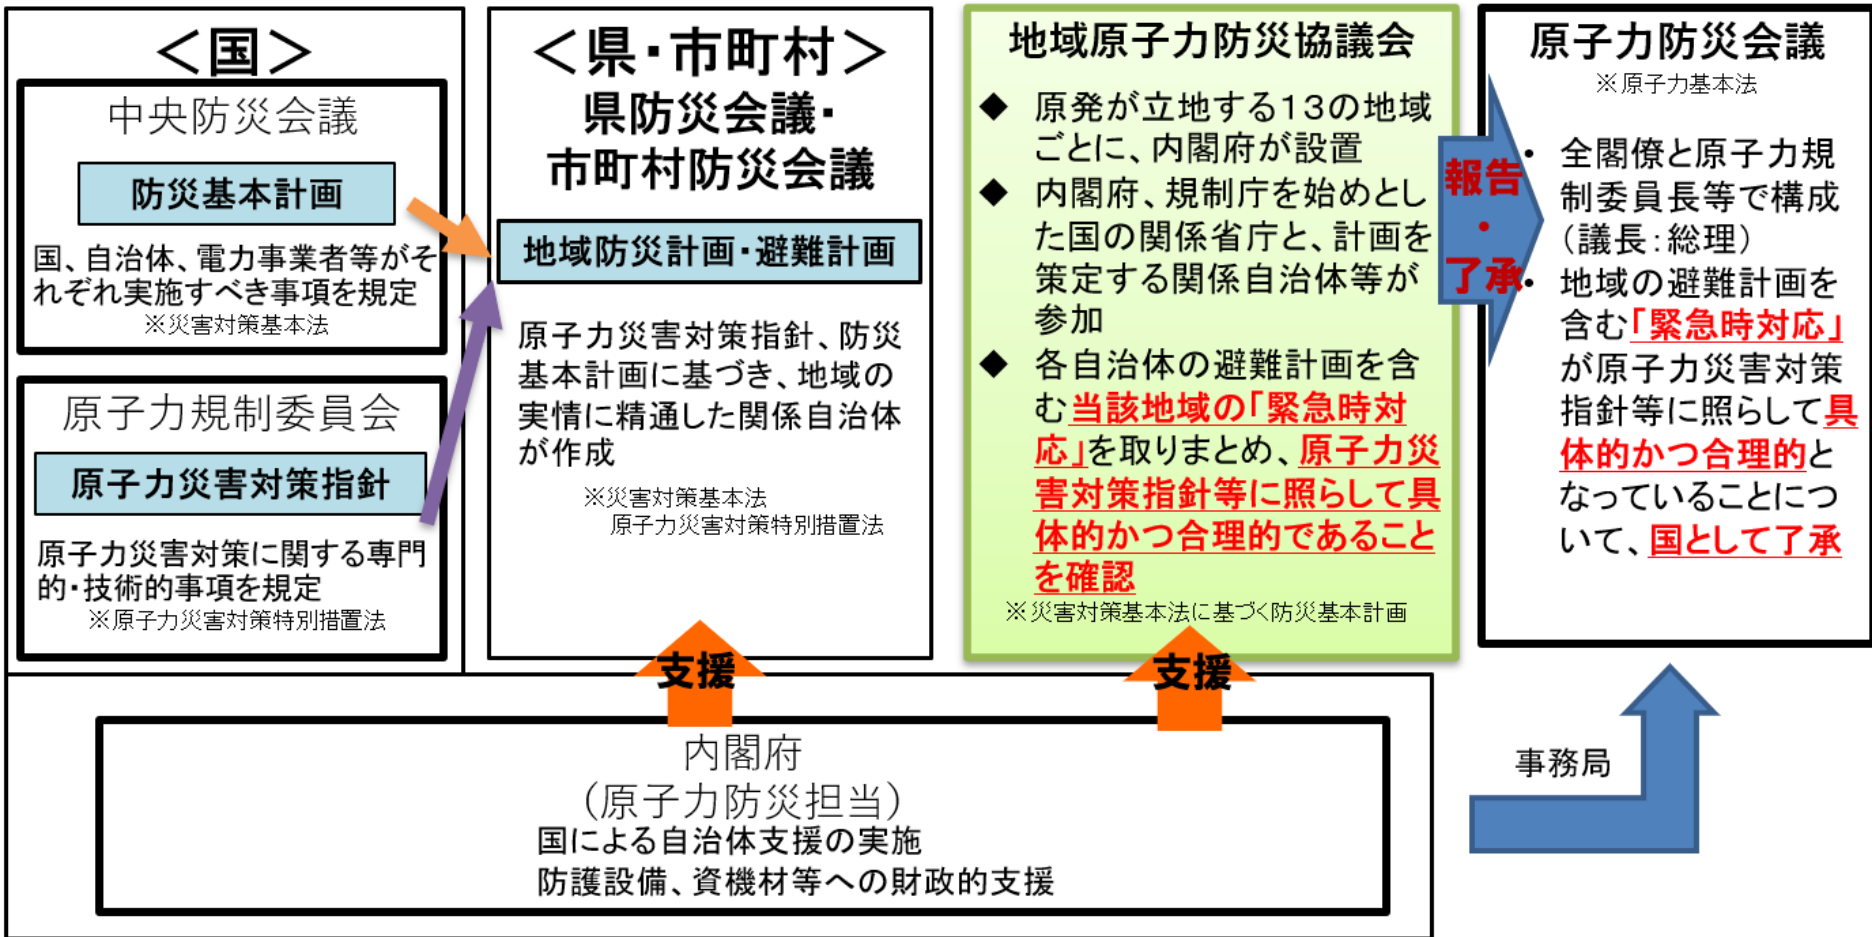 ＜国＞
中央防災会議
防災基本計画
国、自治体、電力事業者等がそ
れぞれ実施すべき事項を規定
※災害対策基本法
原子力規制委員会
原子力災害対策指針
原子力災害対策に関する専門
的・技術的事項を規定
※原子力災害対策特別措置法
＜県・市町村＞
県防災会議・
市町村防災会議
地域防災計画・避難計画
原子力災害対策指針、防災
基本計画に基づき、地域の
実情に精通した関係自治体
が作成
※災害対策基本法
原子力災害対策特別措置法
地域原子力防災協議会
◆ 原発が立地する１３の地域
ごとに、内閣府が設置
◆ 内閣府、規制庁を始めとし
た国の関係省庁と、計画を
策定する関係自治体等が
参加
◆ 各自治体の避難計画を含
む当該地域の「緊急時対
応」を取りまとめ、原子力災
害対策指針等に照らして具
体的かつ合理的であること
を確認
※災害対策基本法に基づく防災基本計画
報告
・
了承
原子力防災会議
※原子力基本法
・ 全閣僚と原子力規
制委員長等で構成
（議長：総理）
・ 地域の避難計画を
含む「緊急時対応」
が原子力災害対策
指針等に照らして具
体的かつ合理的と
なっていることにつ
いて、国として了承
支援
支援
内閣府
（原子力防災担当）
国による自治体支援の実施
防護設備、資機材等への財政的支援
事務局